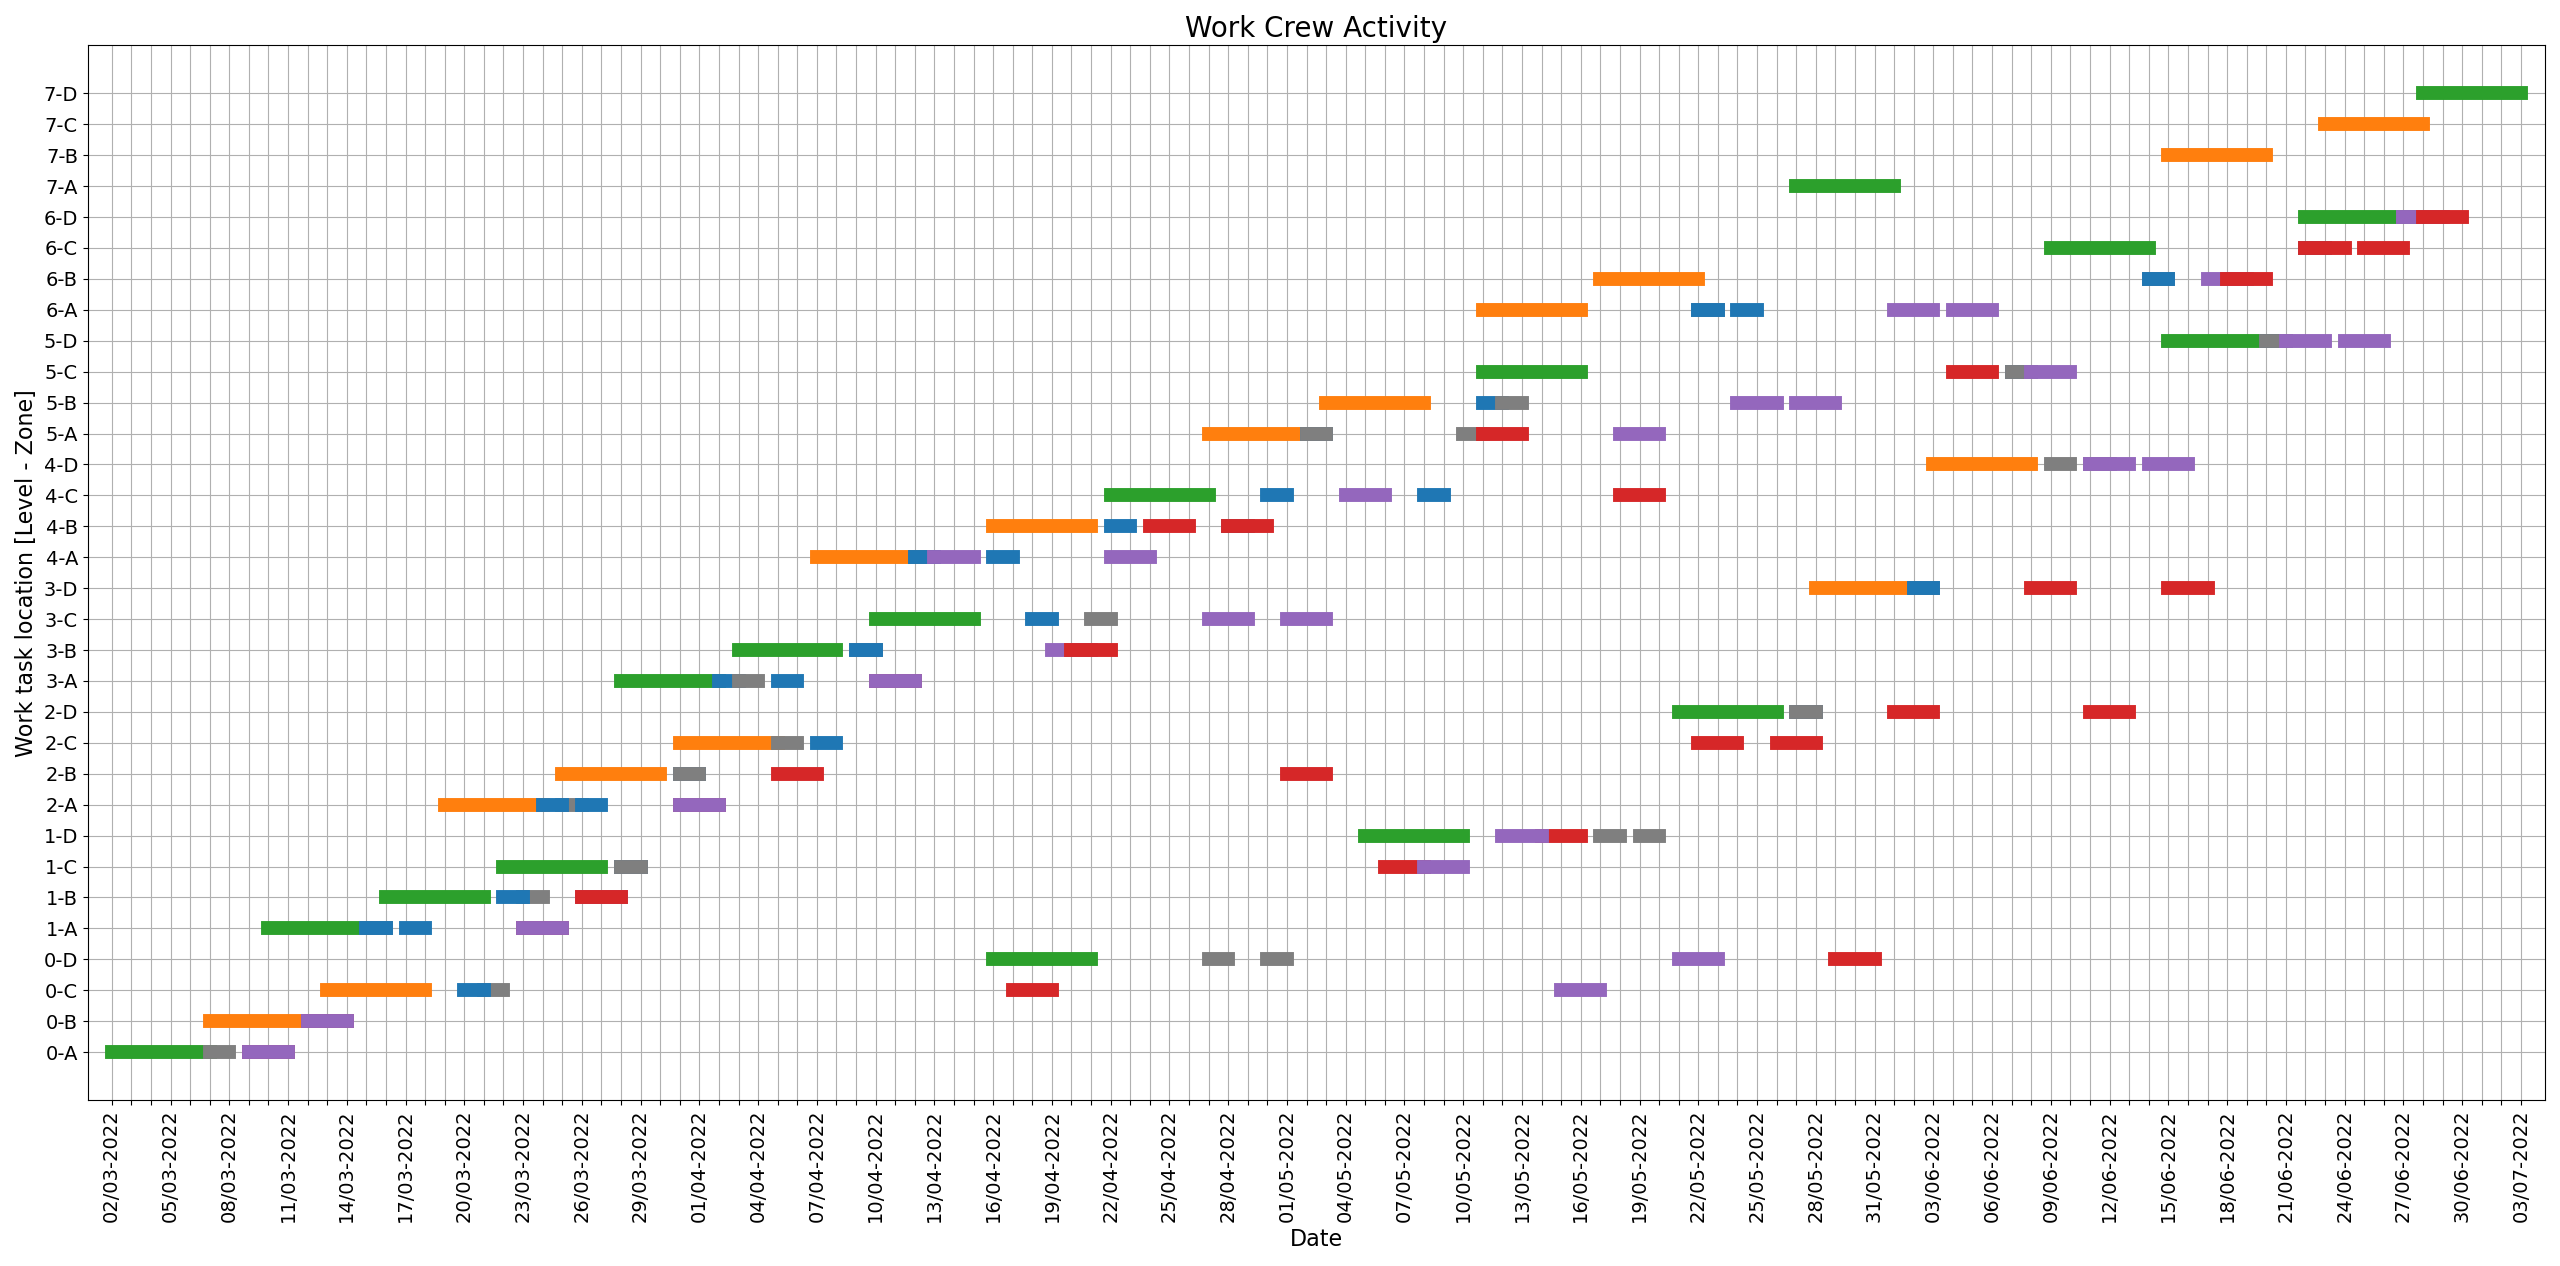 Work Crew Activity
Work task location [Level - Zone]
7-D
7-C
7-B
7-A
6-D
6-C
6-B
6-A
5-D
5-C
5-B
5-A
4-D
4-C
4-B
4-A
3-D
3-C
3-B
3-A
2-D
2-C
2-B
2-A
1-D
1-C
1-B
1-A
0-D
0-C
0-B
0-A
02/03-2022
05/03-2022
08/03-2022
11/03-2022
14/03-2022
17/03-2022
20/03-2022
23/03-2022
26/03-2022
29/03-2022
01/04-2022
04/04-2022
07/04-2022
10/04-2022
13/04-2022
16/04-2022
19/04-2022
22/04-2022
25/04-2022
28/04-2022
01/05-2022
04/05-2022
07/05-2022
10/05-2022
13/05-2022
16/05-2022
19/05-2022
22/05-2022
25/05-2022
28/05-2022
31/05-2022
03/06-2022
06/06-2022
09/06-2022
12/06-2022
15/06-2022
18/06-2022
21/06-2022
24/06-2022
27/06-2022
30/06-2022
03/07-2022
Date